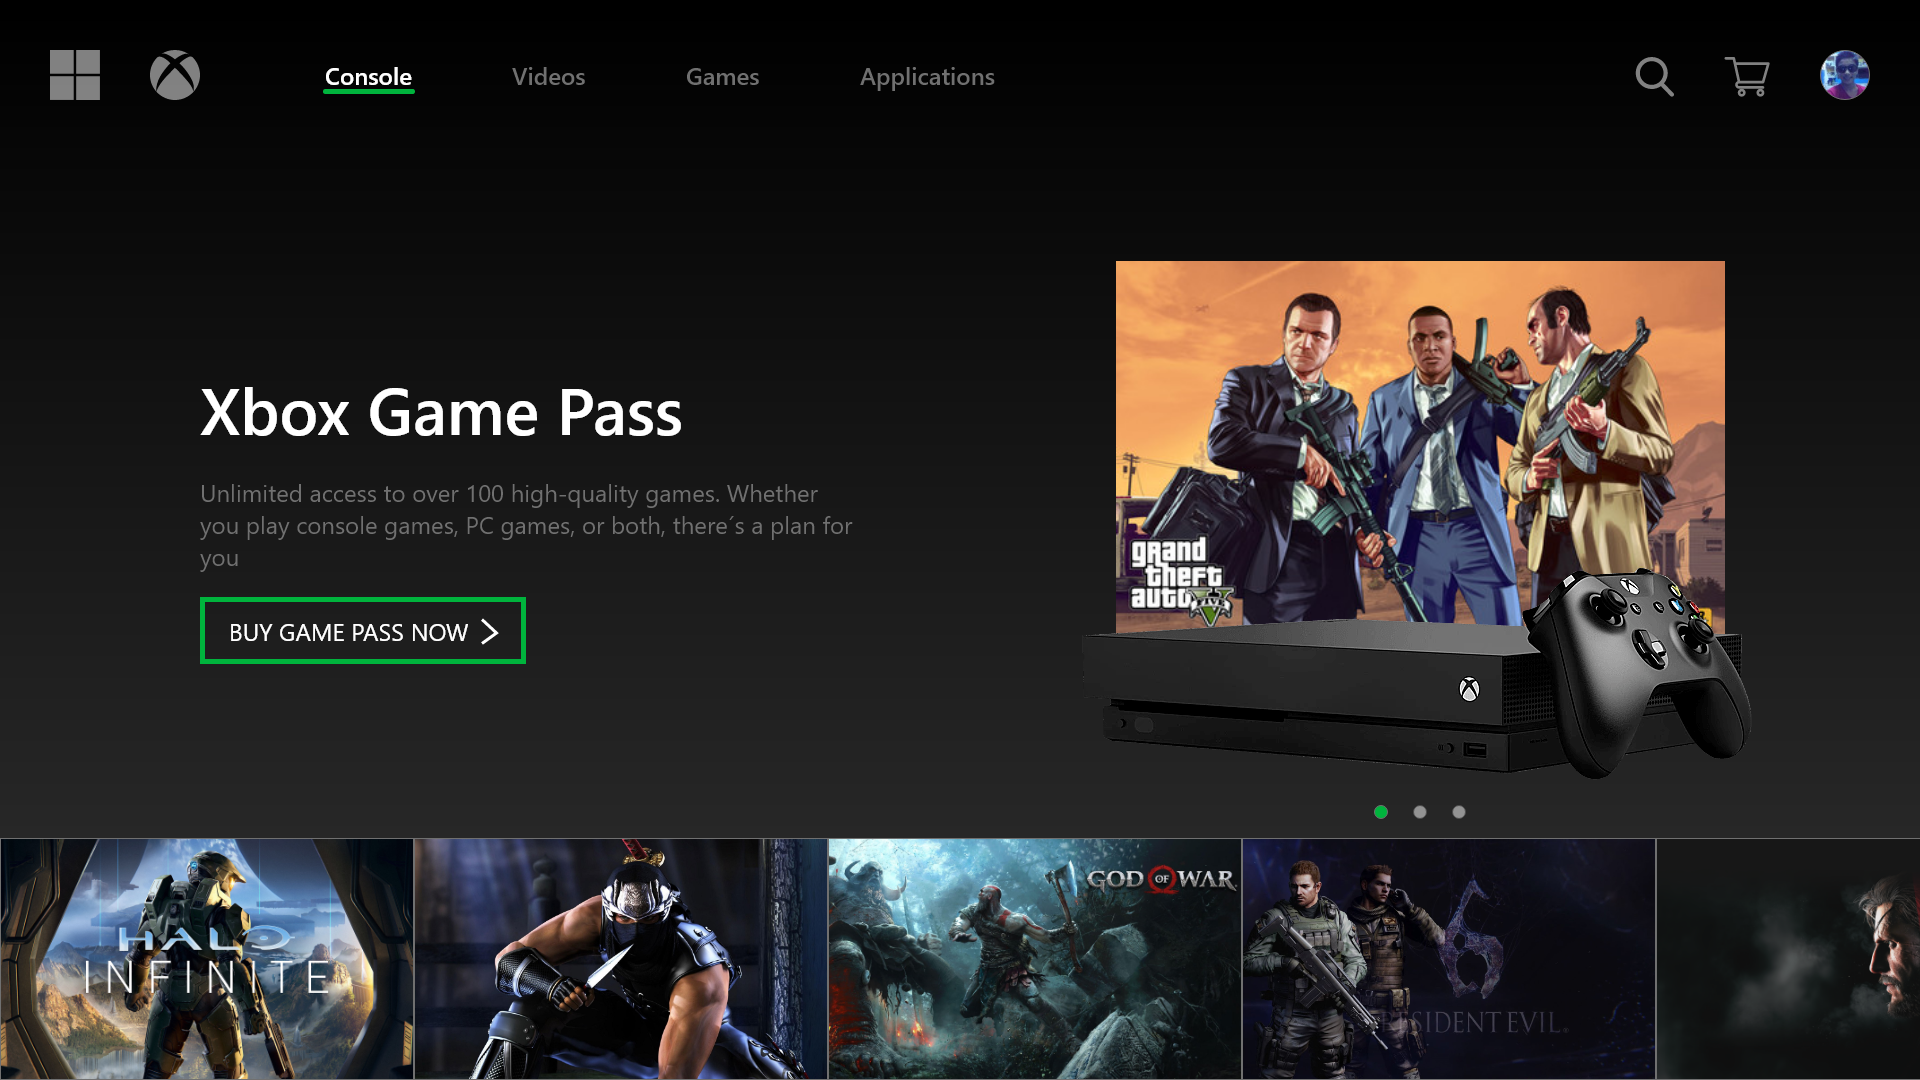 Console
Videos
Games
Applications
Xbox Game Pass
Unlimited access to over 100 high-quality games. Whether
you play console games, PC games, or both, there´s a plan for
you
BUY GAME PASS NOW
grand
theft
auto V
FIVE
HALO
INFINITE
GOD OF WAR
6
RESIDENT EVIL